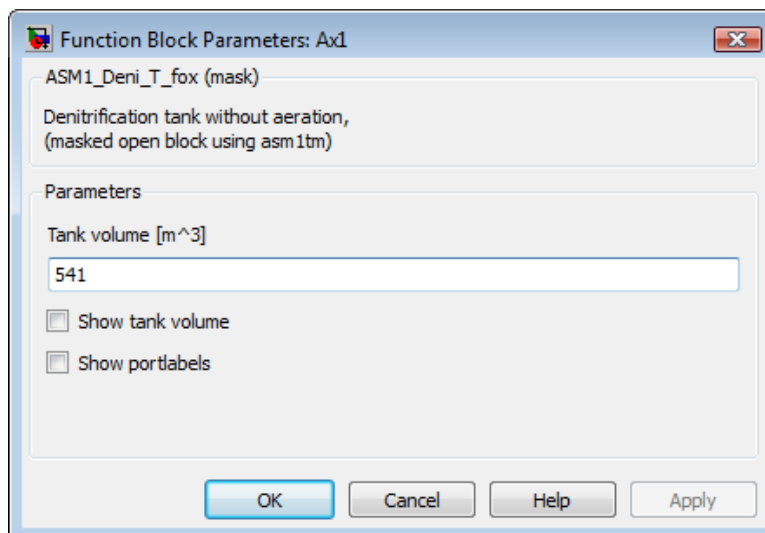 Function Block Parameters: Ax1
ASM1_Deni_T_fox (mask)
Denitrification tank without aeration,
(masked open block using asm1tm)
Parameters
Tank volume [m^3]
541
Show tank volume
Show portlabels
OK Cancel Help Apply